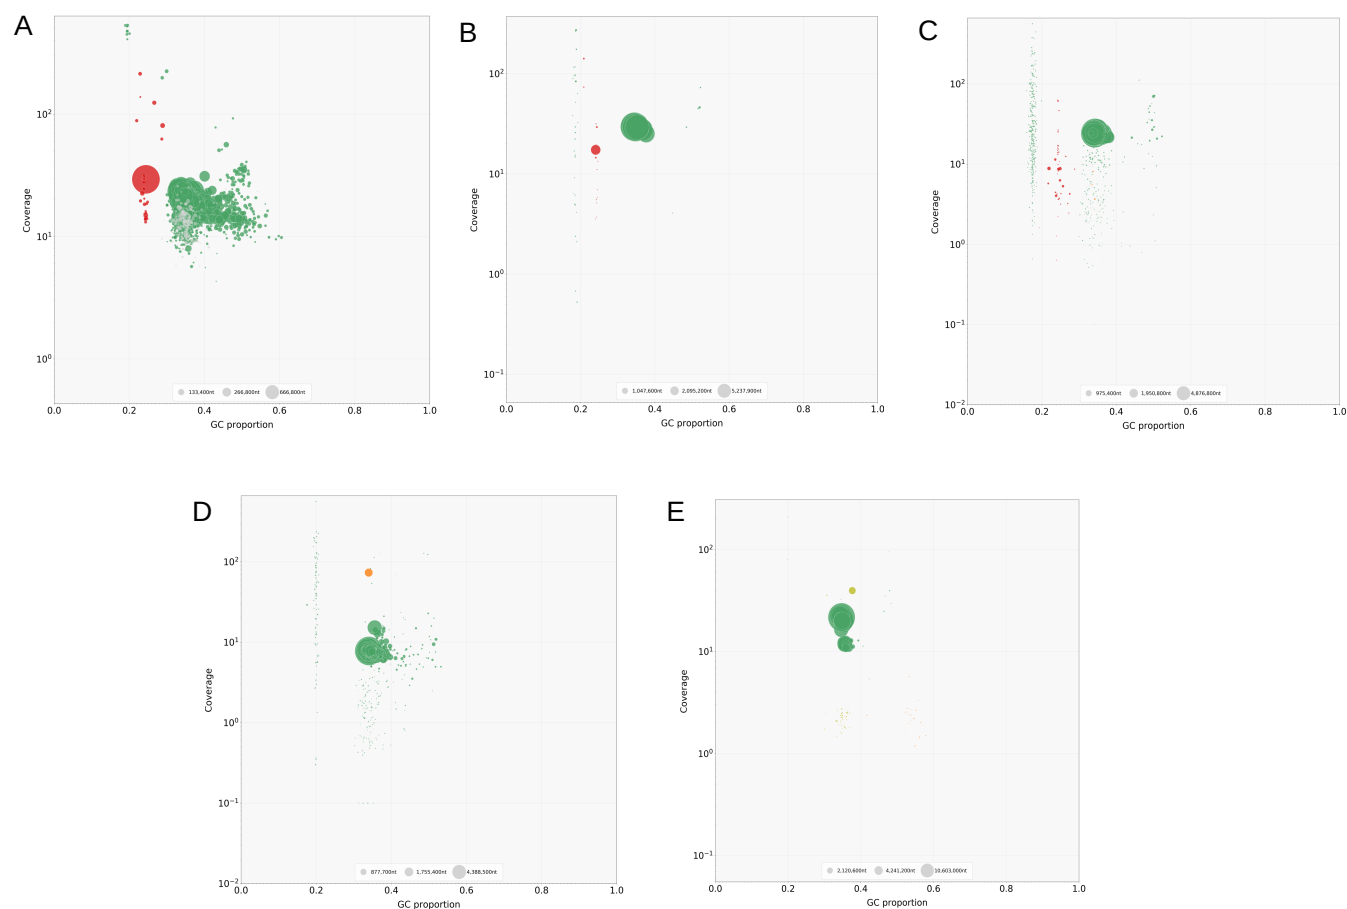 A
Coverage
10²
10¹
10⁰
133,400nt 266,800nt 666,800nt
0.0 0.2 0.4 0.6 0.8 1.0
GC proportion
B
Coverage
10²
10¹
10⁰
10⁻¹
1,047,600nt 2,095,200nt 5,237,900nt
0.0 0.2 0.4 0.6 0.8 1.0
GC proportion
C
Coverage
10²
10¹
10⁰
10⁻¹
10⁻²
975,400nt 1,950,800nt 4,876,800nt
0.0 0.2 0.4 0.6 0.8 1.0
GC proportion
D
Coverage
10²
10¹
10⁰
10⁻¹
10⁻²
877,700nt 1,755,400nt 4,388,500nt
0.0 0.2 0.4 0.6 0.8 1.0
GC proportion
E
Coverage
10²
10¹
10⁰
10⁻¹
2,120,600nt 4,241,200nt 10,603,000nt
0.0 0.2 0.4 0.6 0.8 1.0
GC proportion